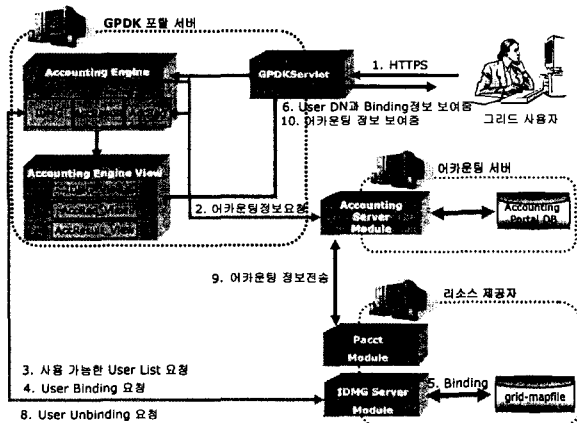 GPDK 포탈 서버
Accounting Engine
GPDKServlet
1. HTTPS
6. User DN과 Binding정보 보여줌
10. 어카운팅 정보 보여줌
그리드 사용자
Accounting Engine View
Accounting View
어카운팅 서버
2. 어카운팅정보요청
Accounting
Server
Module
Accounting
Portal DB
9. 어카운팅 정보전송
리소스 제공자
Pacct
Module
3. 사용 가능한 User List 요청
4. User Binding 요청
8. User Unbinding 요청
IDMG Server
Module
5. Binding
grid-mapfile